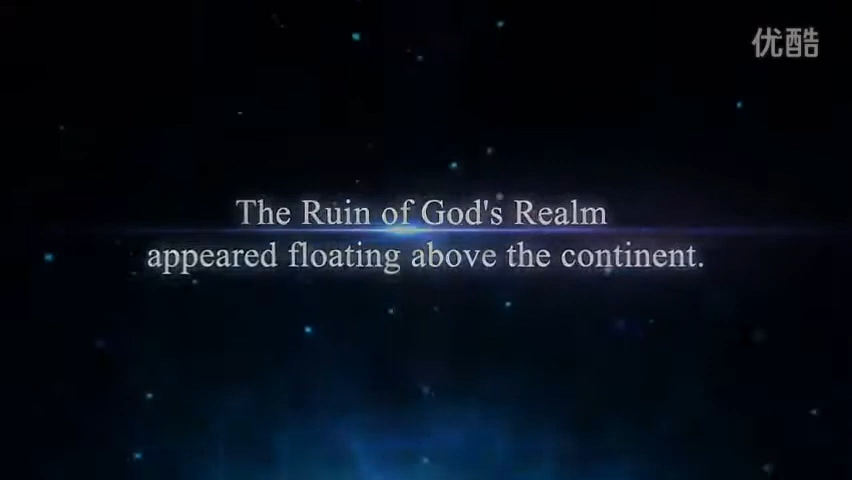 优酷
The Ruin of God's Realm
appeared floating above the continent.